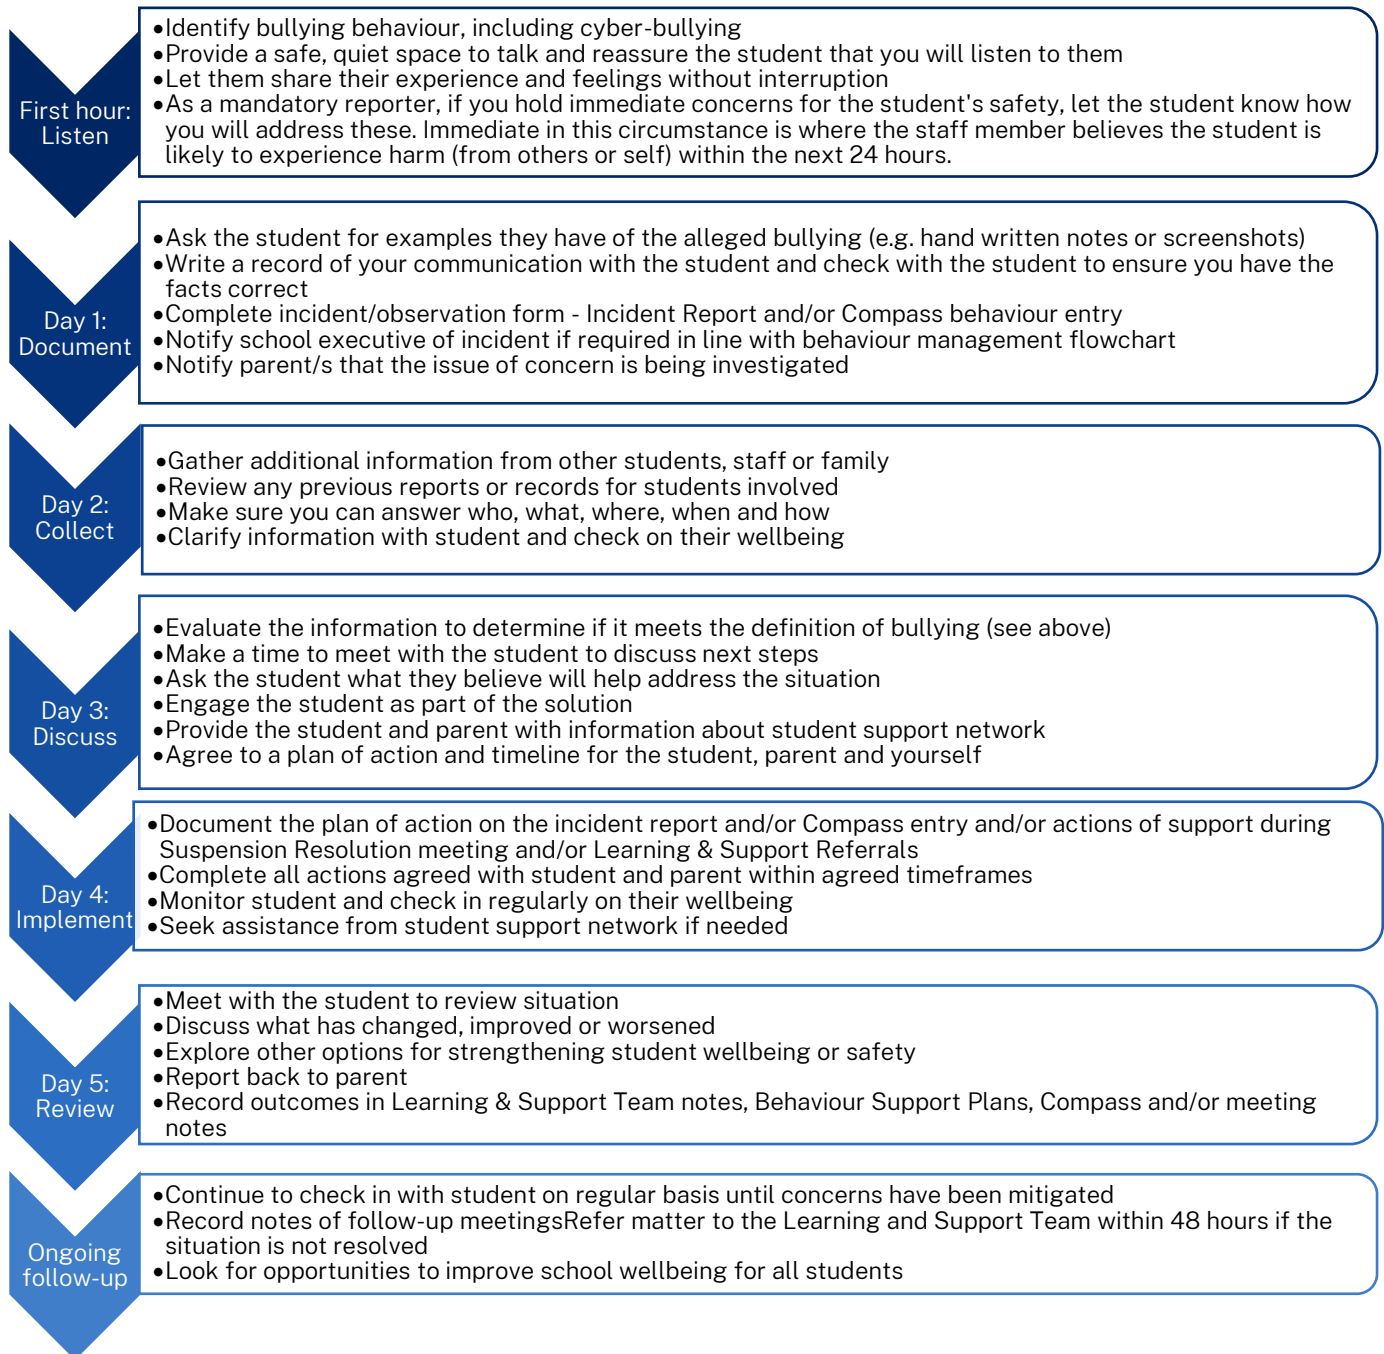 First hour:
Listen
•Identify bullying behaviour, including cyber-bullying
•Provide a safe, quiet space to talk and reassure the student that you will listen to them
•Let them share their experience and feelings without interruption
•As a mandatory reporter, if you hold immediate concerns for the student's safety, let the student know how
you will address these. Immediate in this circumstance is where the staff member believes the student is
likely to experience harm (from others or self) within the next 24 hours.
Day 1:
Document
•Ask the student for examples they have of the alleged bullying (e.g. hand written notes or screenshots)
•Write a record of your communication with the student and check with the student to ensure you have the
facts correct
•Complete incident/observation form - Incident Report and/or Compass behaviour entry
•Notify school executive of incident if required in line with behaviour management flowchart
•Notify parent/s that the issue of concern is being investigated
Day 2:
Collect
•Gather additional information from other students, staff or family
•Review any previous reports or records for students involved
•Make sure you can answer who, what, where, when and how
•Clarify information with student and check on their wellbeing
Day 3:
Discuss
•Evaluate the information to determine if it meets the definition of bullying (see above)
•Make a time to meet with the student to discuss next steps
•Ask the student what they believe will help address the situation
•Engage the student as part of the solution
•Provide the student and parent with information about student support network
•Agree to a plan of action and timeline for the student, parent and yourself
Day 4:
Implement
•Document the plan of action on the incident report and/or Compass entry and/or actions of support during
Suspension Resolution meeting and/or Learning & Support Referrals
•Complete all actions agreed with student and parent within agreed timeframes
•Monitor student and check in regularly on their wellbeing
•Seek assistance from student support network if needed
Day 5:
Review
•Meet with the student to review situation
•Discuss what has changed, improved or worsened
•Explore other options for strengthening student wellbeing or safety
•Report back to parent
•Record outcomes in Learning & Support Team notes, Behaviour Support Plans, Compass and/or meeting
notes
Ongoing
follow-up
•Continue to check in with student on regular basis until concerns have been mitigated
•Record notes of follow-up meetingsRefer matter to the Learning and Support Team within 48 hours if the
situation is not resolved
•Look for opportunities to improve school wellbeing for all students